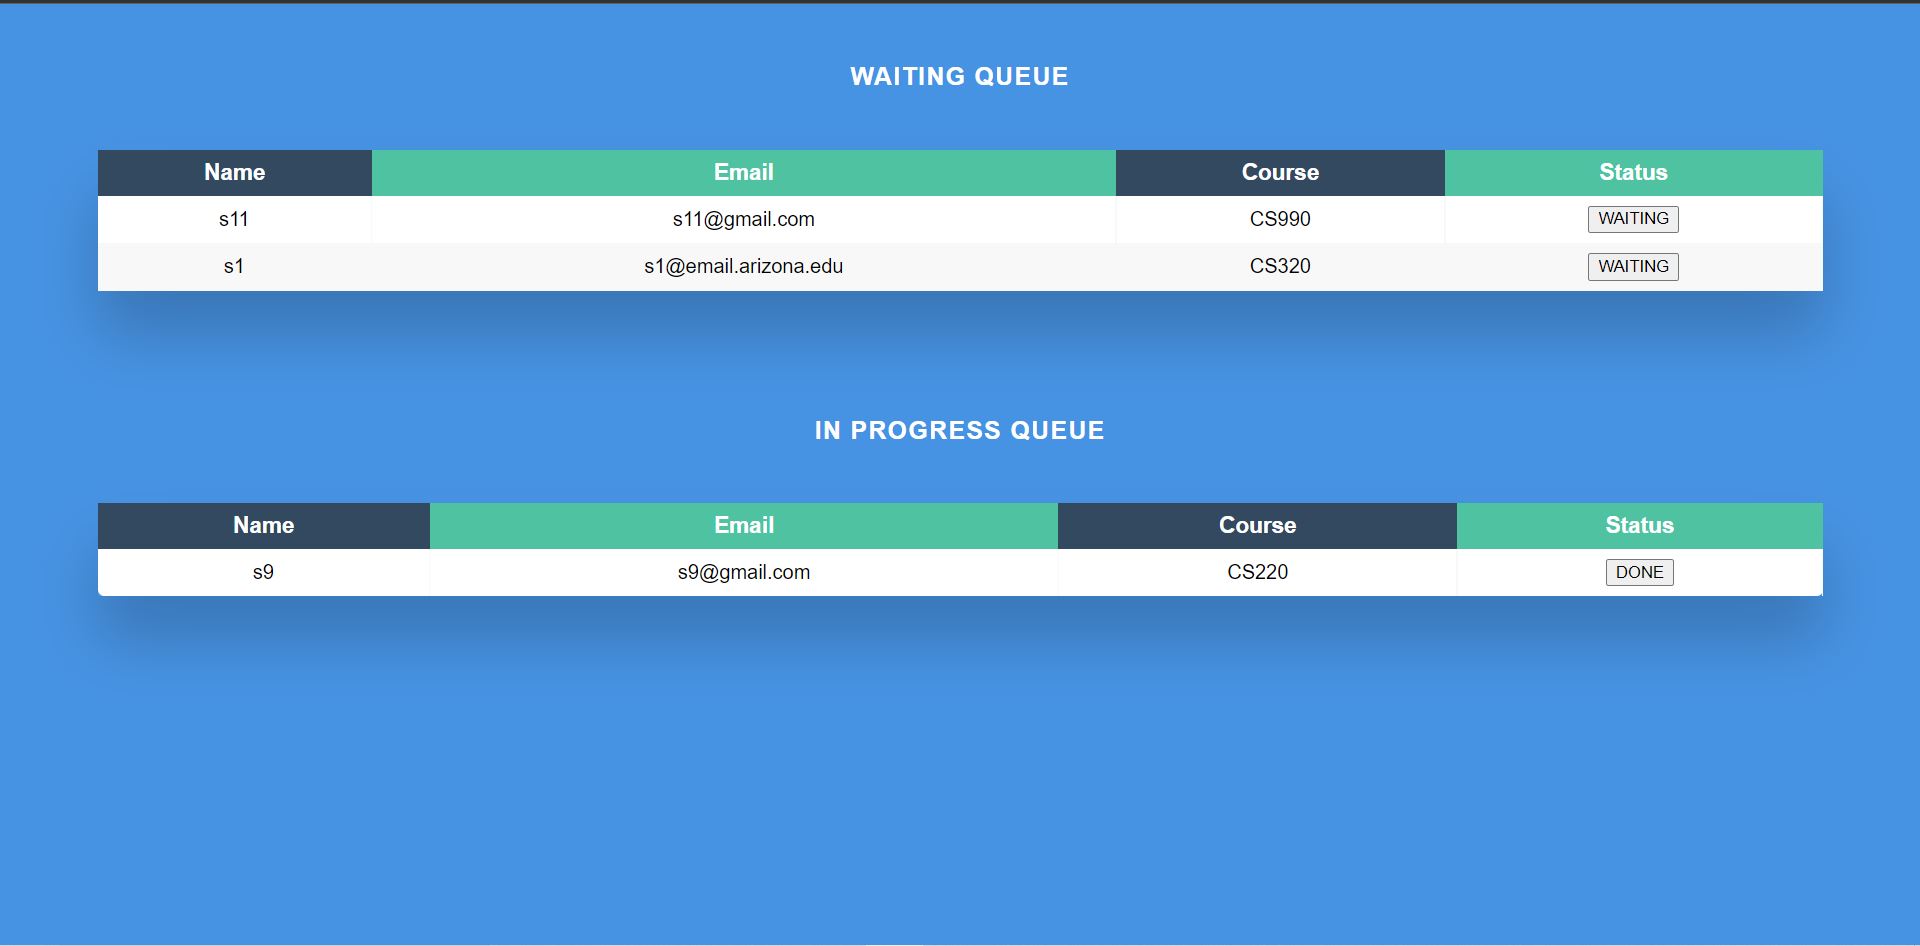 WAITING QUEUE
Name Email Course Status
s11 s11@gmail.com CS990 WAITING
s1 s1@email.arizona.edu CS320 WAITING
IN PROGRESS QUEUE
Name Email Course Status
s9 s9@gmail.com CS220 DONE